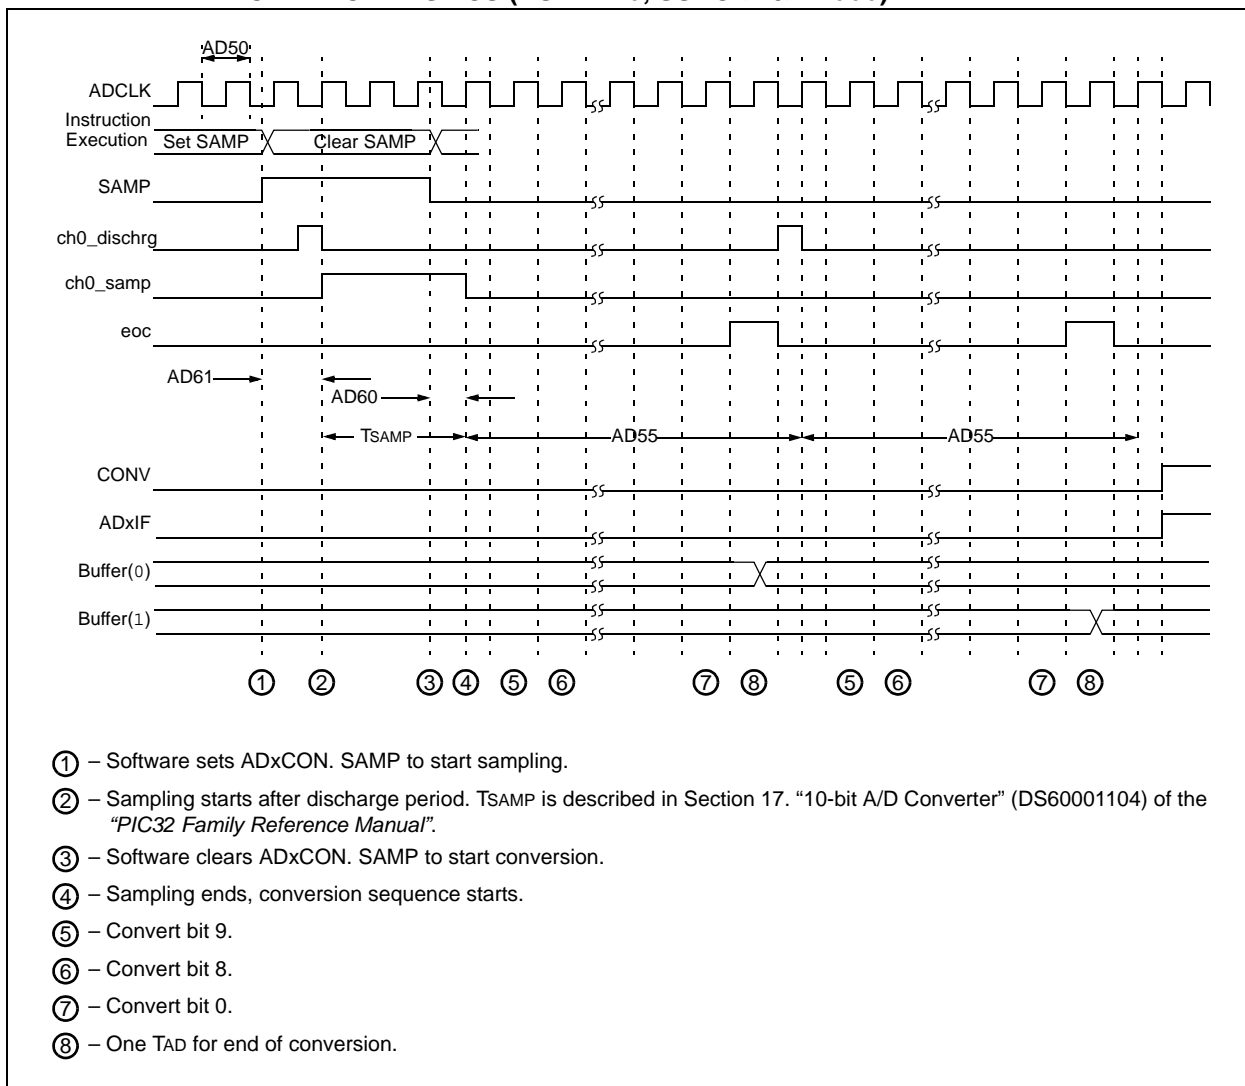 AD50
ADCLK
Instruction
Execution
Set SAMP
Clear SAMP
SAMP
ch0_dischrg
ch0_samp
eoc
AD61
AD60
TSAMP
AD55
AD55
CONV
ADxIF
Buffer(0)
Buffer(1)
1 2 3 4 5 6 7 8 5 6 7 8
1 – Software sets ADxCON. SAMP to start sampling.
2 – Sampling starts after discharge period. TSAMP is described in Section 17. “10-bit A/D Converter” (DS60001104) of the
“PIC32 Family Reference Manual”.
3 – Software clears ADxCON. SAMP to start conversion.
4 – Sampling ends, conversion sequence starts.
5 – Convert bit 9.
6 – Convert bit 8.
7 – Convert bit 0.
8 – One TAD for end of conversion.